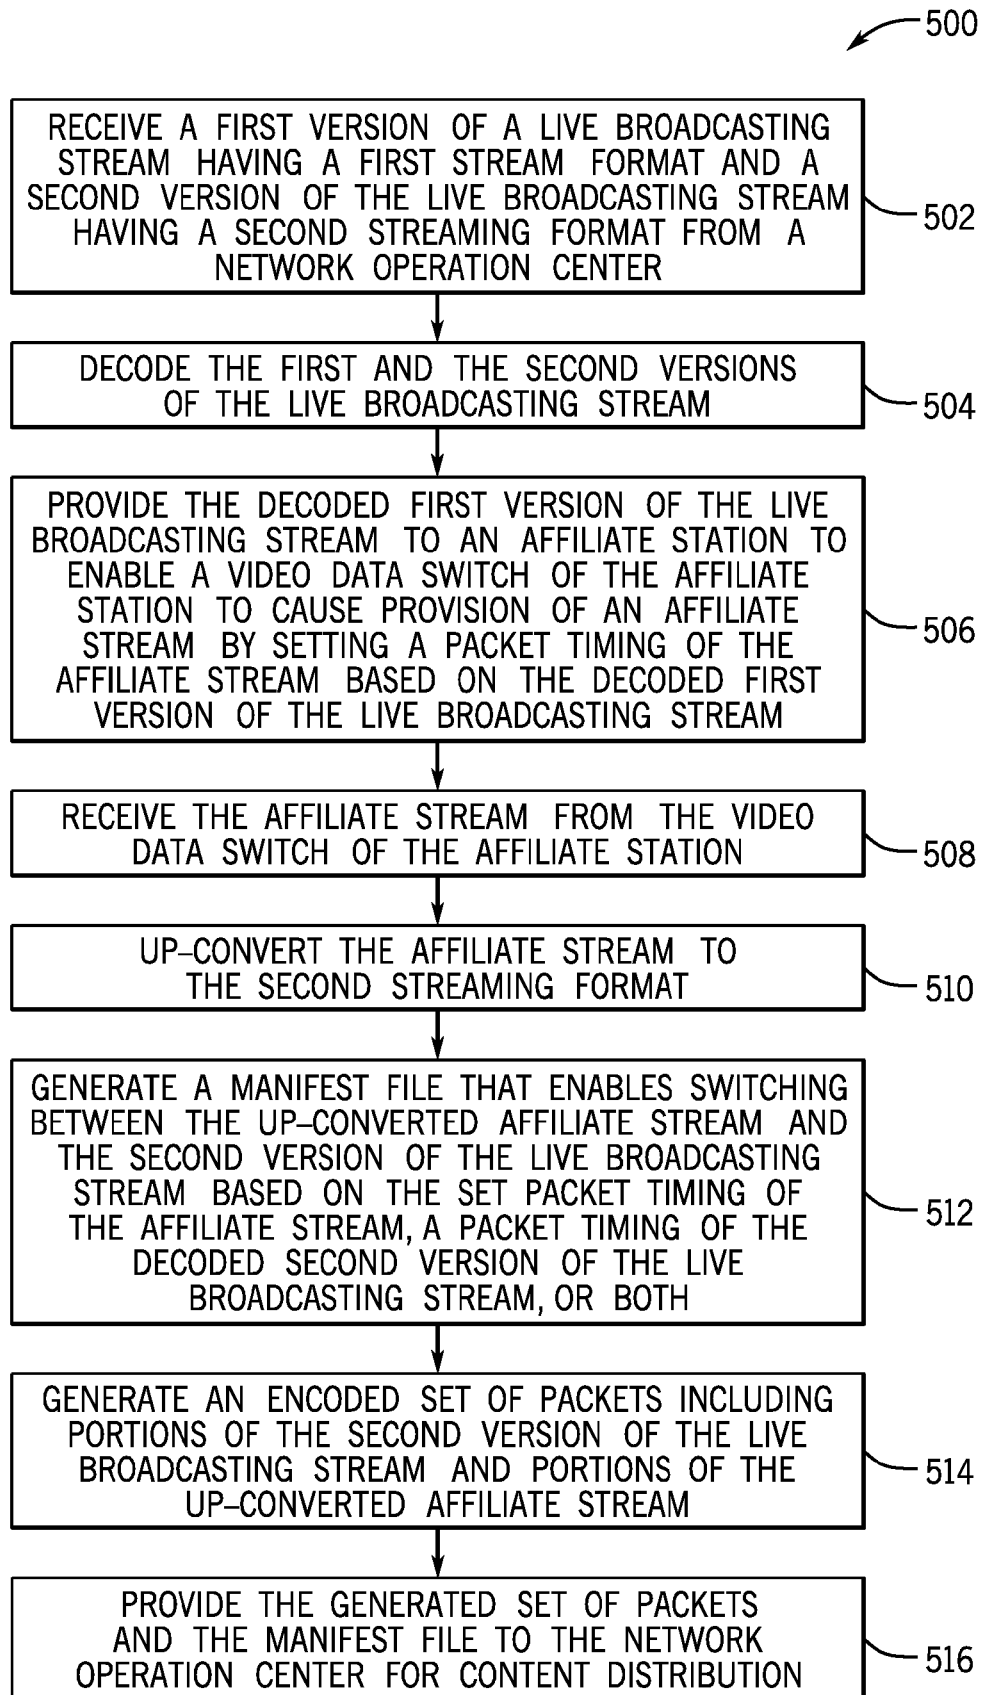 500
RECEIVE A FIRST VERSION OF A LIVE BROADCASTING
STREAM HAVING A FIRST STREAM FORMAT AND A
SECOND VERSION OF THE LIVE BROADCASTING STREAM
HAVING A SECOND STREAMING FORMAT FROM A
NETWORK OPERATION CENTER
502
DECODE THE FIRST AND THE SECOND VERSIONS
OF THE LIVE BROADCASTING STREAM
504
PROVIDE THE DECODED FIRST VERSION OF THE LIVE
BROADCASTING STREAM TO AN AFFILIATE STATION TO
ENABLE A VIDEO DATA SWITCH OF THE AFFILIATE
STATION TO CAUSE PROVISION OF AN AFFILIATE
STREAM BY SETTING A PACKET TIMING OF THE
AFFILIATE STREAM BASED ON THE DECODED FIRST
VERSION OF THE LIVE BROADCASTING STREAM
506
RECEIVE THE AFFILIATE STREAM FROM THE VIDEO
DATA SWITCH OF THE AFFILIATE STATION
508
UP–CONVERT THE AFFILIATE STREAM TO
THE SECOND STREAMING FORMAT
510
GENERATE A MANIFEST FILE THAT ENABLES SWITCHING
BETWEEN THE UP–CONVERTED AFFILIATE STREAM AND
THE SECOND VERSION OF THE LIVE BROADCASTING
STREAM BASED ON THE SET PACKET TIMING OF
THE AFFILIATE STREAM, A PACKET TIMING OF THE
DECODED SECOND VERSION OF THE LIVE
BROADCASTING STREAM, OR BOTH
512
GENERATE AN ENCODED SET OF PACKETS INCLUDING
PORTIONS OF THE SECOND VERSION OF THE LIVE
BROADCASTING STREAM AND PORTIONS OF THE
UP–CONVERTED AFFILIATE STREAM
514
PROVIDE THE GENERATED SET OF PACKETS
AND THE MANIFEST FILE TO THE NETWORK
OPERATION CENTER FOR CONTENT DISTRIBUTION
516